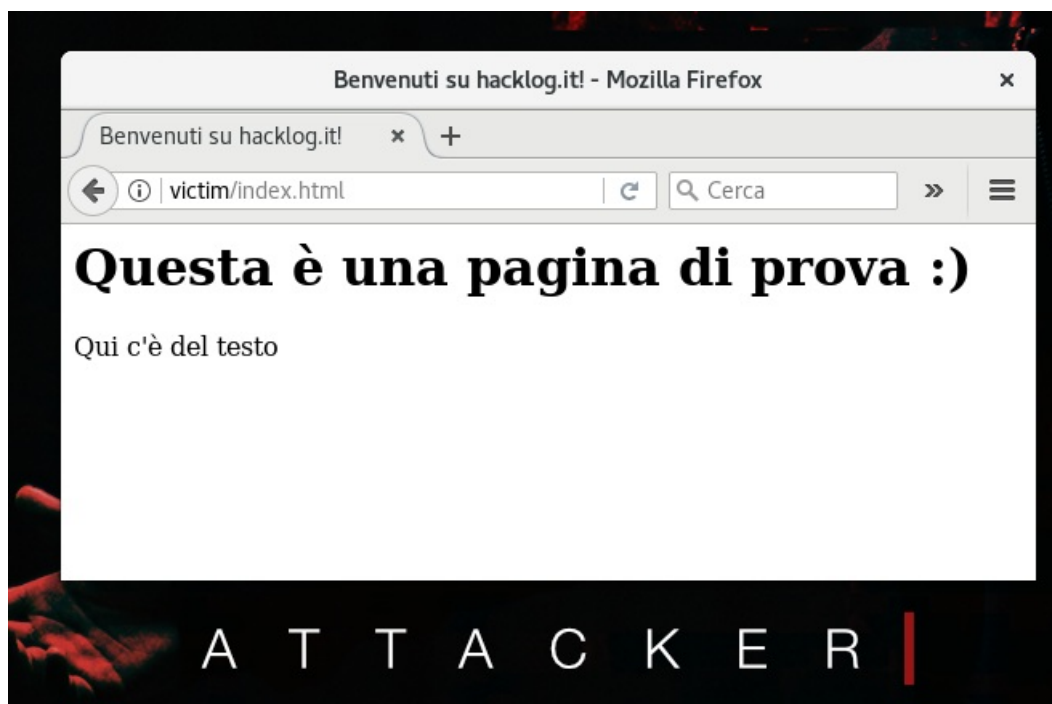 Benvenuti su hacklog.it! - Mozilla Firefox
Benvenuti su hacklog.it!
victim/index.html
Cerca
Questa è una pagina di prova :)
Qui c'è del testo
ATTACKER